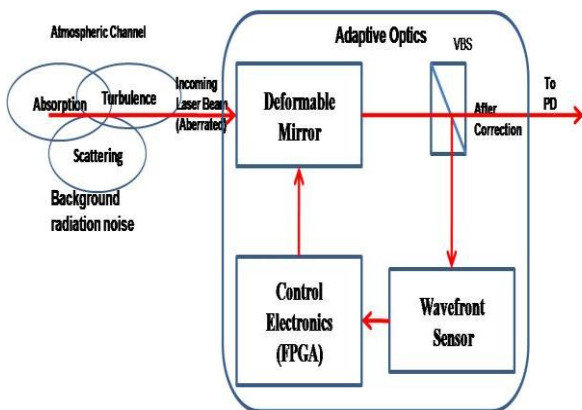 Atmospheric Channel
Absorption
Turbulence
Scattering
Background
radiation noise
Incoming
Laser Beam
(Aberrated)
Adaptive Optics
VBS
Deformable
Mirror
After
Correction
To
PD
Control
Electronics
(FPGA)
Wavefront
Sensor